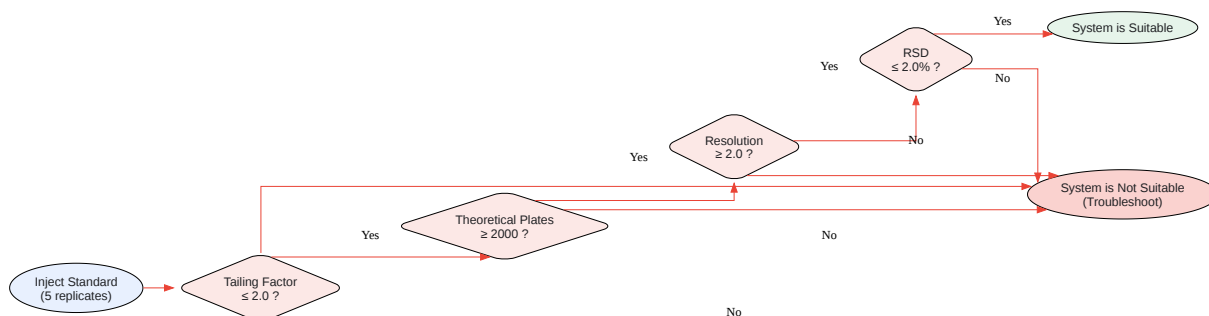 Yes
System is Suitable
RSD
≤ 2.0% ?
Yes
No
Resolution
≥ 2.0 ?
No
Yes
System is Not Suitable
(Troubleshoot)
Theoretical Plates
≥ 2000 ?
Yes
No
Inject Standard
(5 replicates)
Tailing Factor
≤ 2.0 ?
No